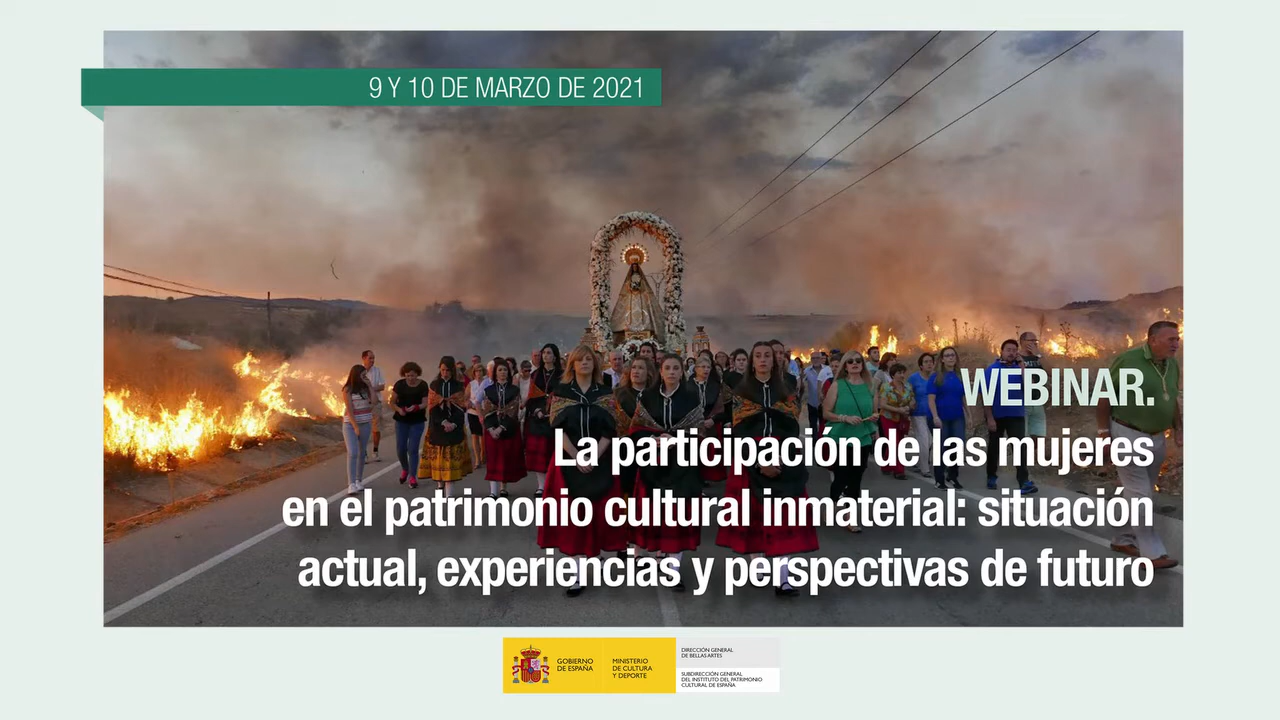 9 Y 10 DE MARZO DE 2021
WEBINAR.
La participación de las mujeres
en el patrimonio cultural inmaterial: situación
actual, experiencias y perspectivas de futuro
GOBIERNO
DE ESPAÑA
MINISTERIO
DE CULTURA
Y DEPORTE
DIRECCIÓN GENERAL
DE BELLAS ARTES
SUBDIRECCIÓN GENERAL
DEL INSTITUTO DEL PATRIMONIO
CULTURAL DE ESPAÑA